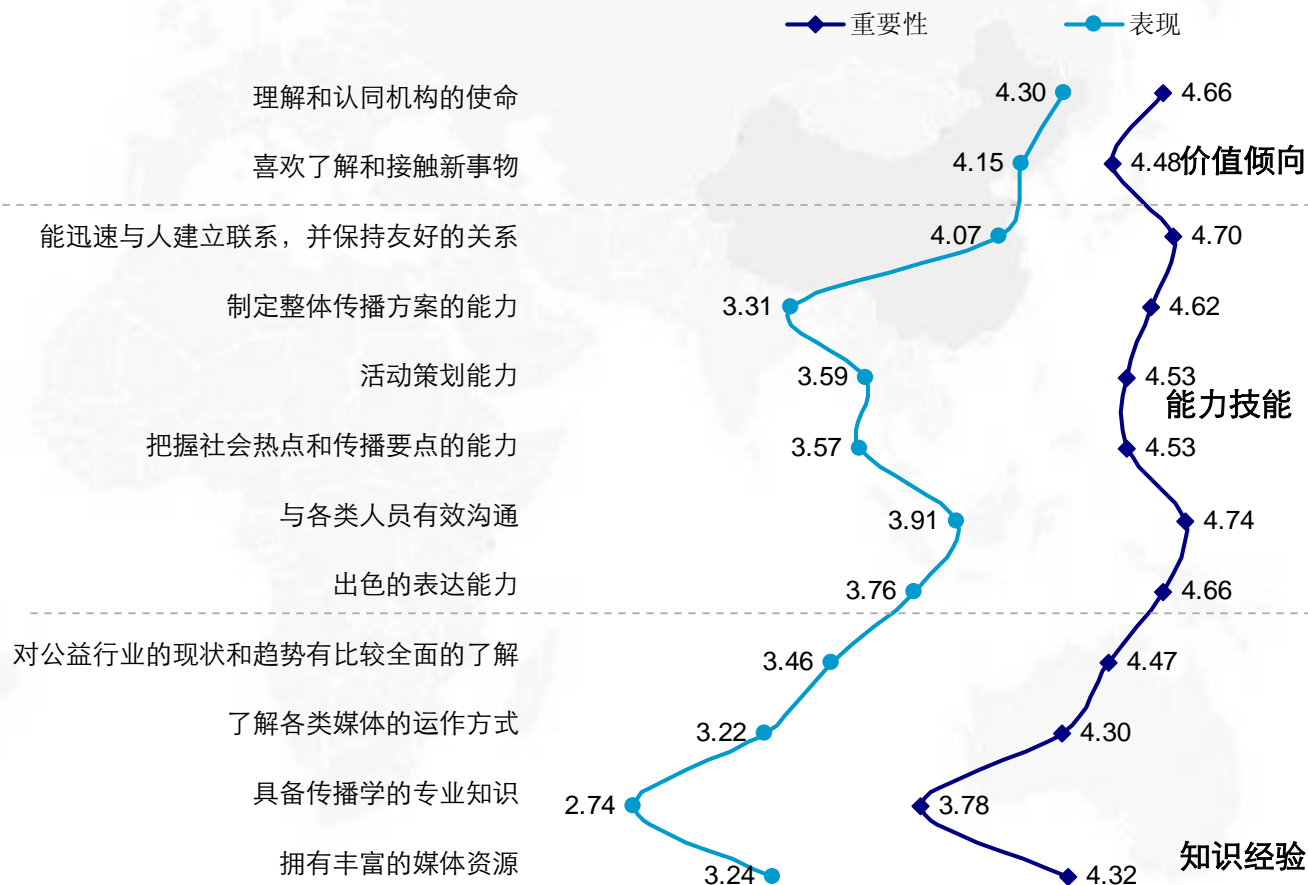 重要性 表现
理解和认同机构的使命 4.30 4.66
喜欢了解和接触新事物 4.15 4.48 价值倾向
能迅速与人建立联系，并保持友好的关系 4.07 4.70
制定整体传播方案的能力 3.31 4.62
活动策划能力 3.59 4.53
能力技能
把握社会热点和传播要点的能力 3.57 4.53
与各类人员有效沟通 3.91 4.74
出色的表达能力 3.76 4.66
对公益行业的现状和趋势有比较全面的了解 3.46 4.47
了解各类媒体的运作方式 3.22 4.30
具备传播学的专业知识 2.74 3.78
拥有丰富的媒体资源 3.24 4.32 知识经验